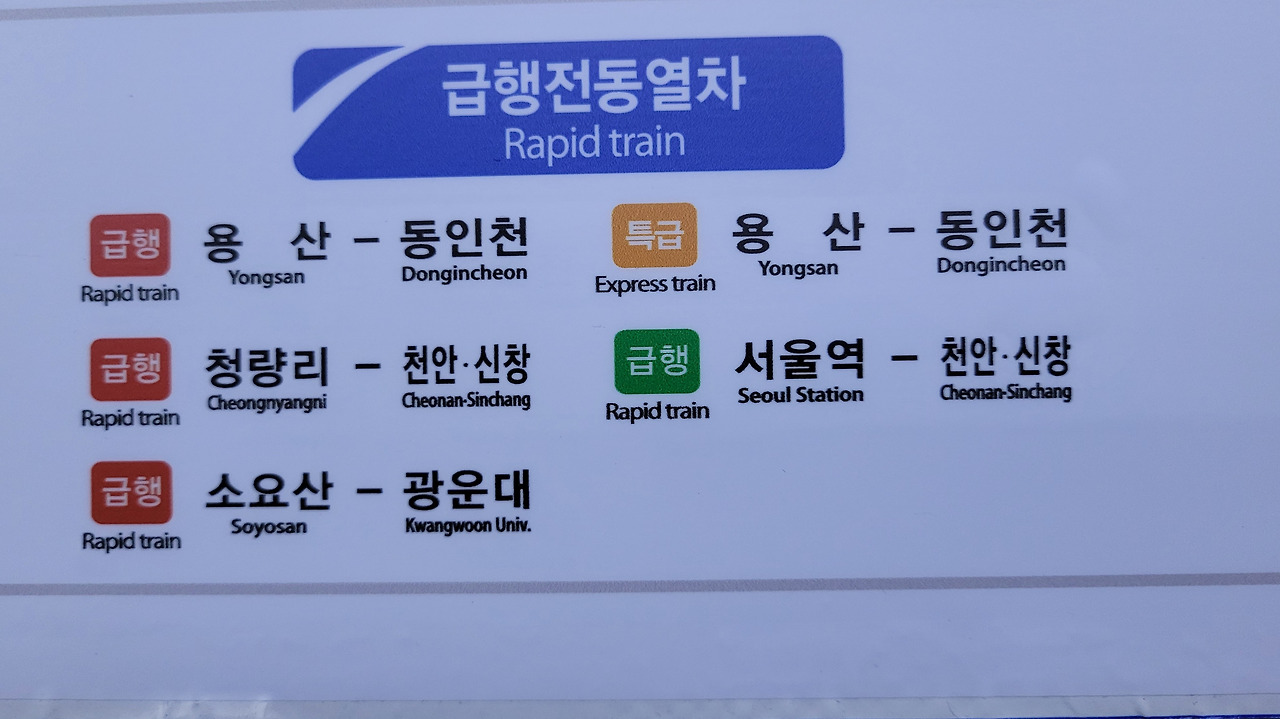 급행전동열차
Rapid train
급행 용 산 - 동인천
Rapid train Yongsan Dongincheon
특급 용 산 - 동인천
Express train Yongsan Dongincheon
급행 청량리 - 천안·신창
Rapid train Cheongnyangni Cheonan-Sinchang
급행 서울역 - 천안·신창
Rapid train Seoul Station Cheonan-Sinchang
급행 소요산 - 광운대
Rapid train Soyosan Kwangwoon Univ.